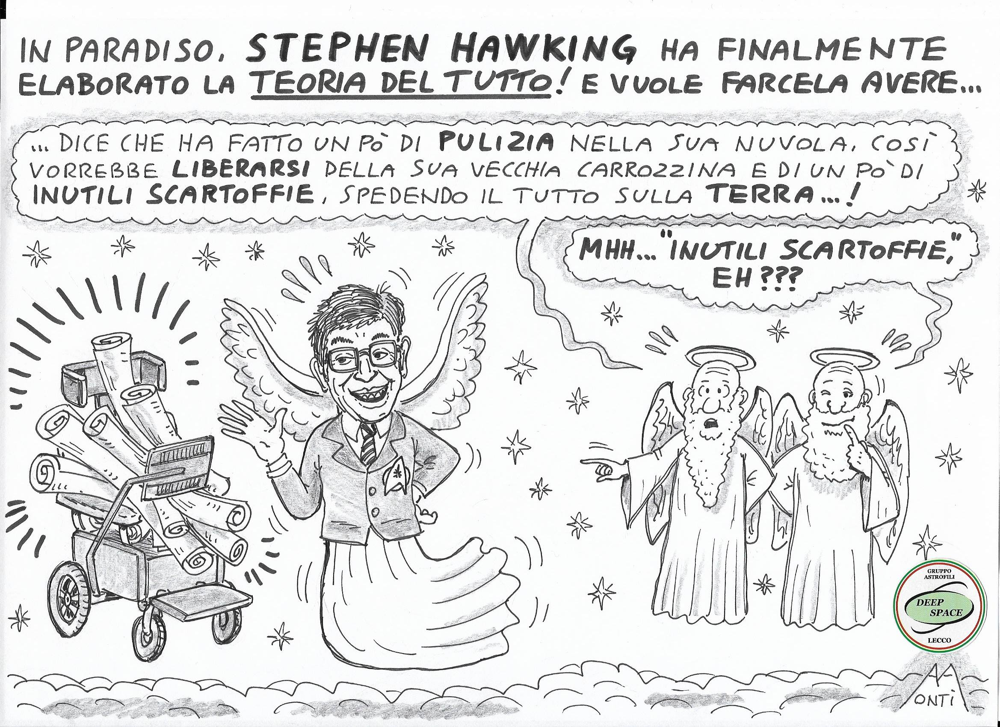 IN PARADISO, STEPHEN HAWKING HA FINALMENTE
ELABORATO LA TEORIA DEL TUTTO! E VUOLE FARCELA AVERE...
... DICE CHE HA FATTO UN PÒ DI PULIZIA NELLA SUA NUVOLA, COSÌ
VORREBBE LIBERARSI DELLA SUA VECCHIA CARROZZINA E DI UN PÒ DI
INUTILI SCARTOFFIE, SPEDENDO IL TUTTO SULLA TERRA...!
MHH... "INUTILI SCARTOFFIE,"
EH???
GRUPPO
ASTROFILI
DEEP
SPACE
LECCO
ONTI